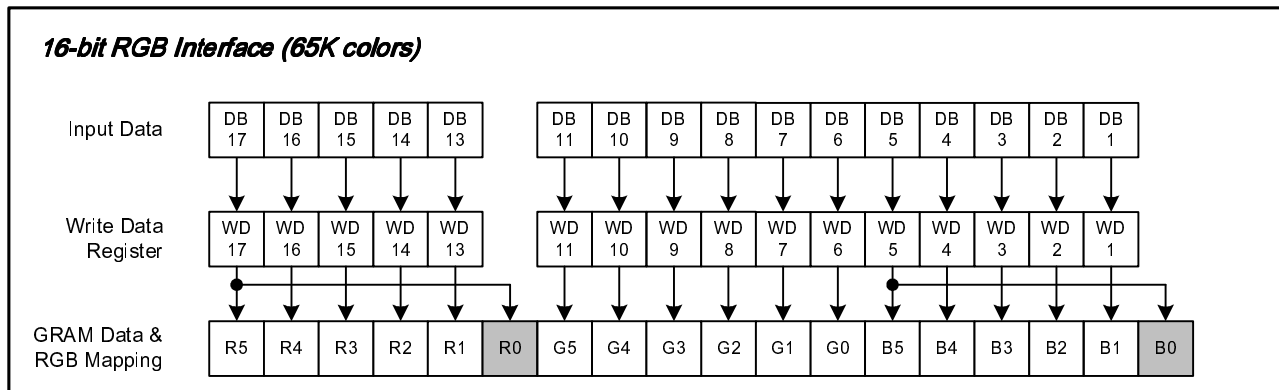 16-bit RGB Interface (65K colors)
Input Data
DB 17 DB 16 DB 15 DB 14 DB 13 DB 11 DB 10 DB 9 DB 8 DB 7 DB 6 DB 5 DB 4 DB 3 DB 2 DB 1
Write Data
Register
WD 17 WD 16 WD 15 WD 14 WD 13 WD 11 WD 10 WD 9 WD 8 WD 7 WD 6 WD 5 WD 4 WD 3 WD 2 WD 1
GRAM Data &
RGB Mapping
R5 R4 R3 R2 R1 R0 G5 G4 G3 G2 G1 G0 B5 B4 B3 B2 B1 B0